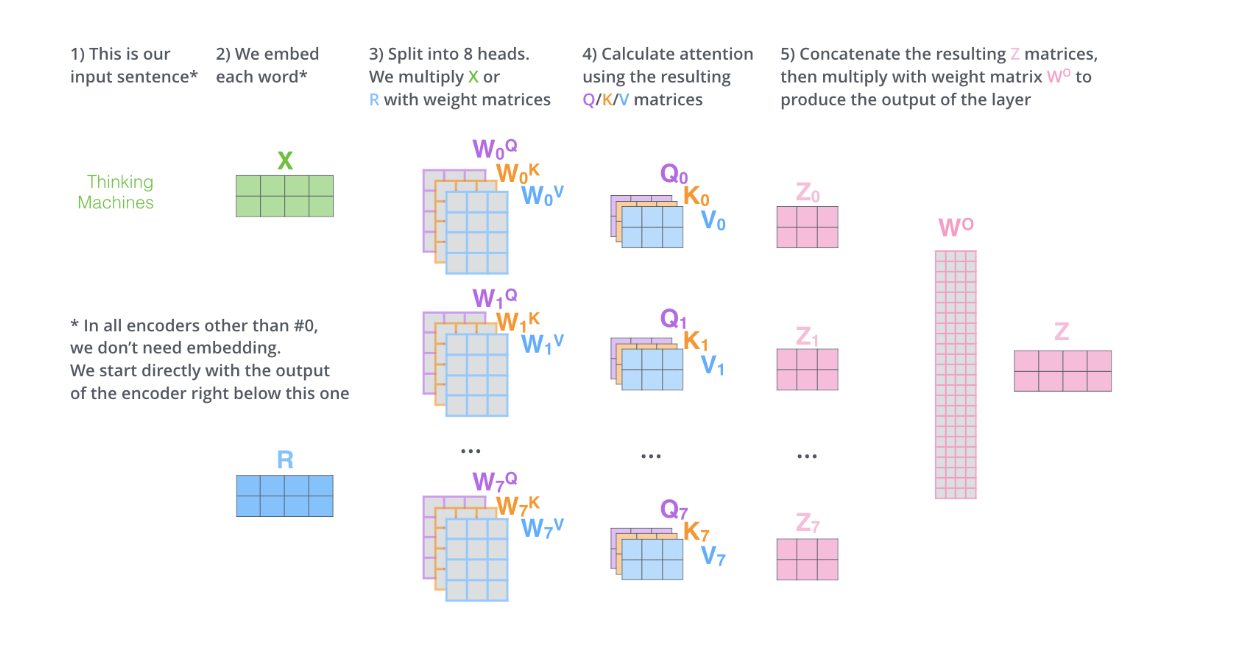 1) This is our
input sentence*
2) We embed
each word*
3) Split into 8 heads.
We multiply X or
R with weight matrices
4) Calculate attention
using the resulting
Q/K/V matrices
5) Concatenate the resulting Z matrices,
then multiply with weight matrix Wᴼ to
produce the output of the layer
Thinking
Machines
X
W₀Q
W₀K
W₀V
Q₀
K₀
V₀
Z₀
W₁Q
W₁K
W₁V
Q₁
K₁
V₁
Z₁
Wᴼ
Z
* In all encoders other than #0,
we don’t need embedding.
We start directly with the output
of the encoder right below this one
...
...
...
R
W₇Q
W₇K
W₇V
Q₇
K₇
V₇
Z₇